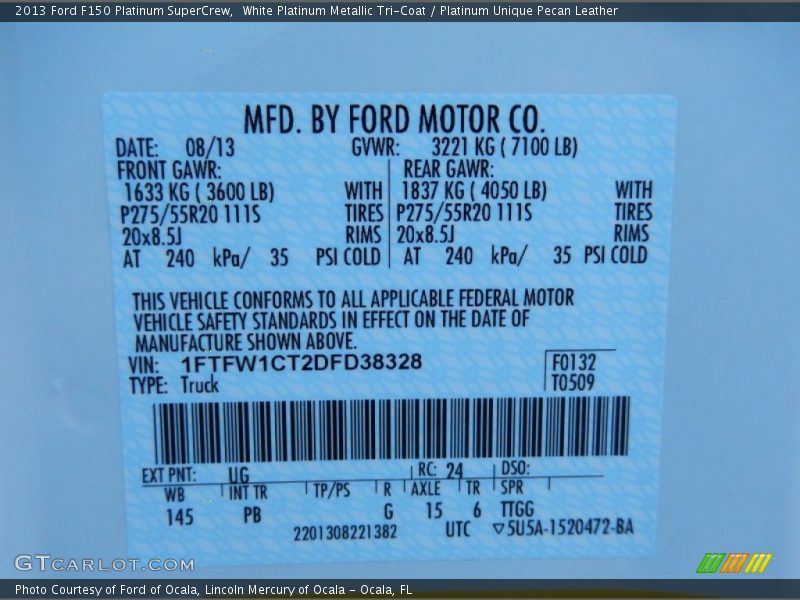 2013 Ford F150 Platinum SuperCrew,  White Platinum Metallic Tri-Coat / Platinum Unique Pecan Leather
MFD. BY FORD MOTOR CO.
DATE: 08/13 GVWR: 3221 KG ( 7100 LB)
FRONT GAWR: REAR GAWR:
1633 KG ( 3600 LB) WITH 1837 KG ( 4050 LB) WITH
P275/55R20 111S TIRES P275/55R20 111S TIRES
20x8.5J RIMS 20x8.5J RIMS
AT 240 kPa/ 35 PSI COLD AT 240 kPa/ 35 PSI COLD
THIS VEHICLE CONFORMS TO ALL APPLICABLE FEDERAL MOTOR
VEHICLE SAFETY STANDARDS IN EFFECT ON THE DATE OF
MANUFACTURE SHOWN ABOVE.
VIN: 1FTFW1CT2DFD38328 F0132
TYPE: Truck T0509
EXT PNT: UG RC: 24 DSO:
WB INT TR TP/PS R AXLE TR SPR
145 PB G 15 6 TTGG
2201308221382 UTC ▽5U5A-1520472-BA
GTCARLOT.COM
Photo Courtesy of Ford of Ocala, Lincoln Mercury of Ocala - Ocala, FL